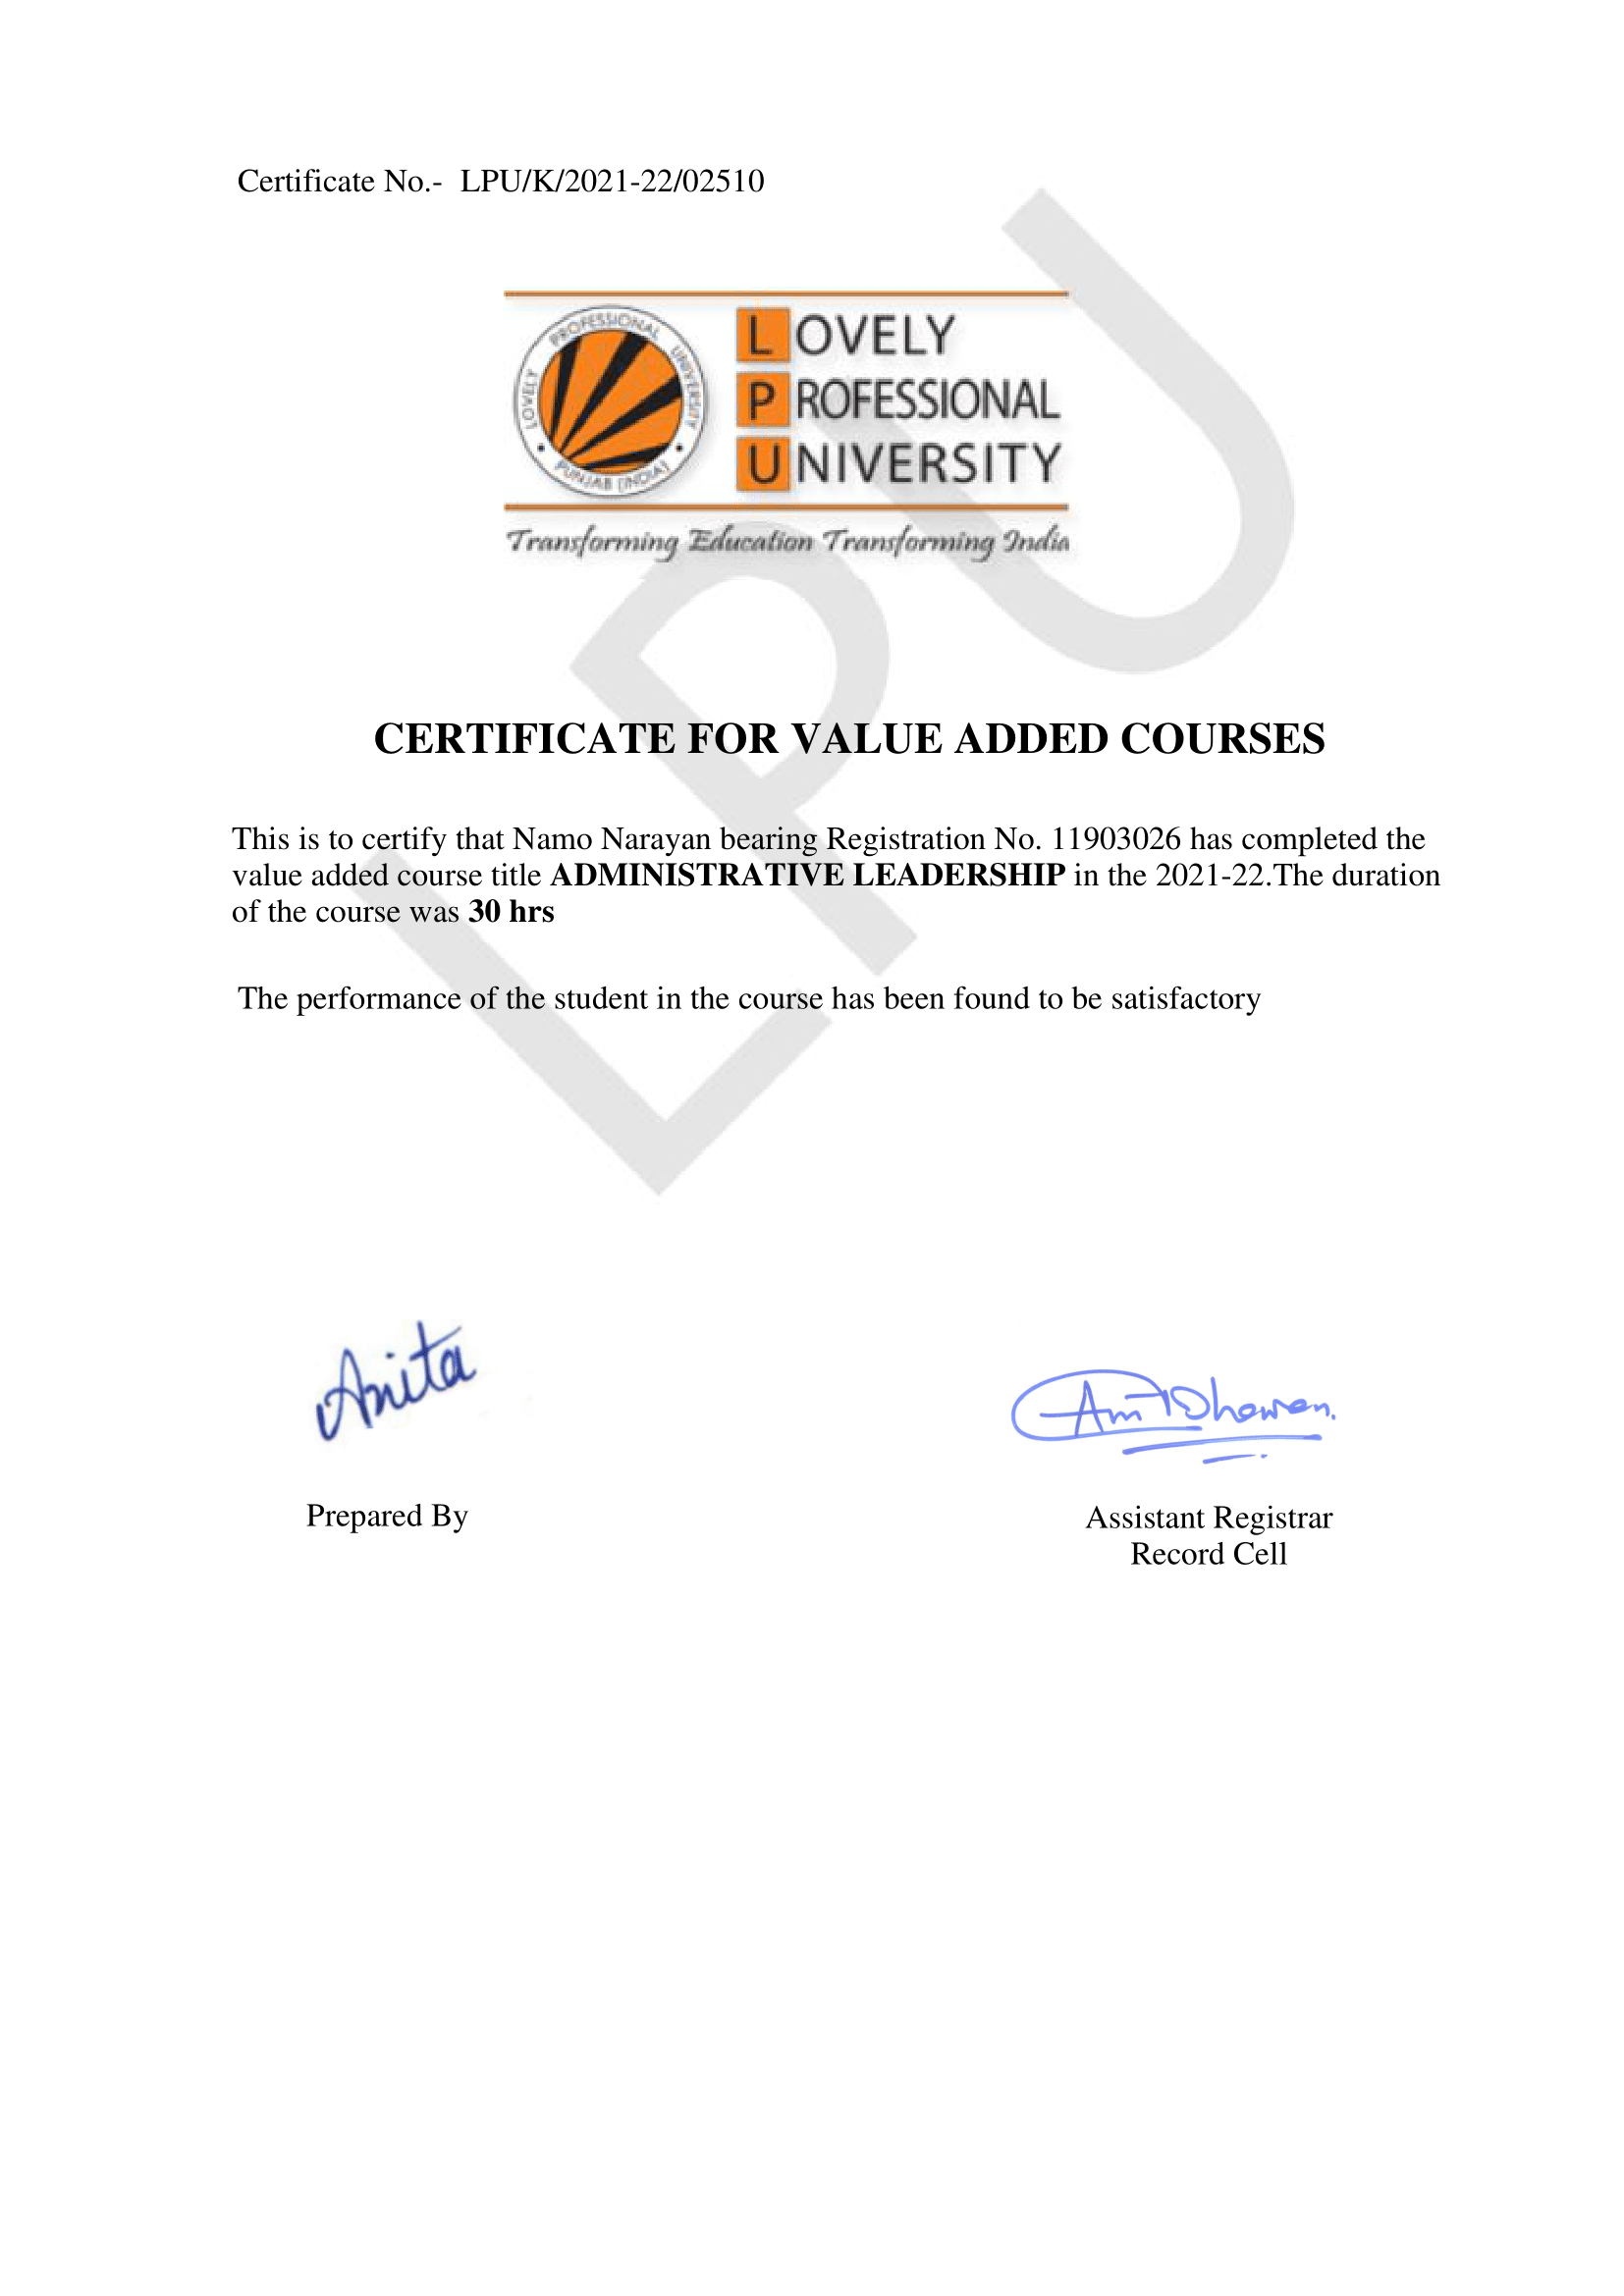 Certificate No.- LPU/K/2021-22/02510
LOVELY PROFESSIONAL UNIVERSITY
PUNJAB (INDIA)
LOVELY
PROFESSIONAL
UNIVERSITY
Transforming Education Transforming India
LPU
CERTIFICATE FOR VALUE ADDED COURSES
This is to certify that Namo Narayan bearing Registration No. 11903026 has completed the
value added course title ADMINISTRATIVE LEADERSHIP in the 2021-22.The duration
of the course was 30 hrs
The performance of the student in the course has been found to be satisfactory
Anita
Prepared By
Assistant Registrar
Record Cell